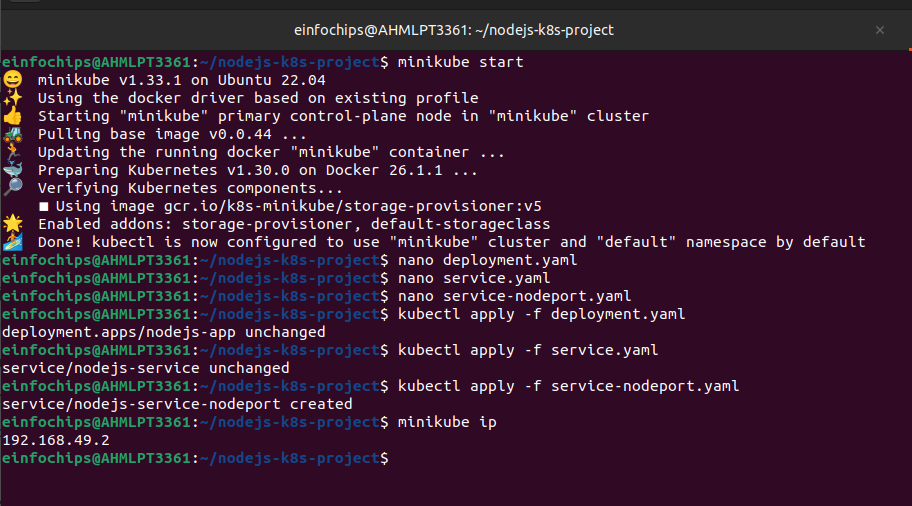 einfochips@AHMLPT3361: ~/nodejs-k8s-project
einfochips@AHMLPT3361:~/nodejs-k8s-project$ minikube start
😄 minikube v1.33.1 on Ubuntu 22.04
✨ Using the docker driver based on existing profile
👍 Starting "minikube" primary control-plane node in "minikube" cluster
🚜 Pulling base image v0.0.44 ...
🏃 Updating the running docker "minikube" container ...
🐳 Preparing Kubernetes v1.30.0 on Docker 26.1.1 ...
🔎 Verifying Kubernetes components...
▪ Using image gcr.io/k8s-minikube/storage-provisioner:v5
🌟 Enabled addons: storage-provisioner, default-storageclass
🏄 Done! kubectl is now configured to use "minikube" cluster and "default" namespace by default
einfochips@AHMLPT3361:~/nodejs-k8s-project$ nano deployment.yaml
einfochips@AHMLPT3361:~/nodejs-k8s-project$ nano service.yaml
einfochips@AHMLPT3361:~/nodejs-k8s-project$ nano service-nodeport.yaml
einfochips@AHMLPT3361:~/nodejs-k8s-project$ kubectl apply -f deployment.yaml
deployment.apps/nodejs-app unchanged
einfochips@AHMLPT3361:~/nodejs-k8s-project$ kubectl apply -f service.yaml
service/nodejs-service unchanged
einfochips@AHMLPT3361:~/nodejs-k8s-project$ kubectl apply -f service-nodeport.yaml
service/nodejs-service-nodeport created
einfochips@AHMLPT3361:~/nodejs-k8s-project$ minikube ip
192.168.49.2
einfochips@AHMLPT3361:~/nodejs-k8s-project$